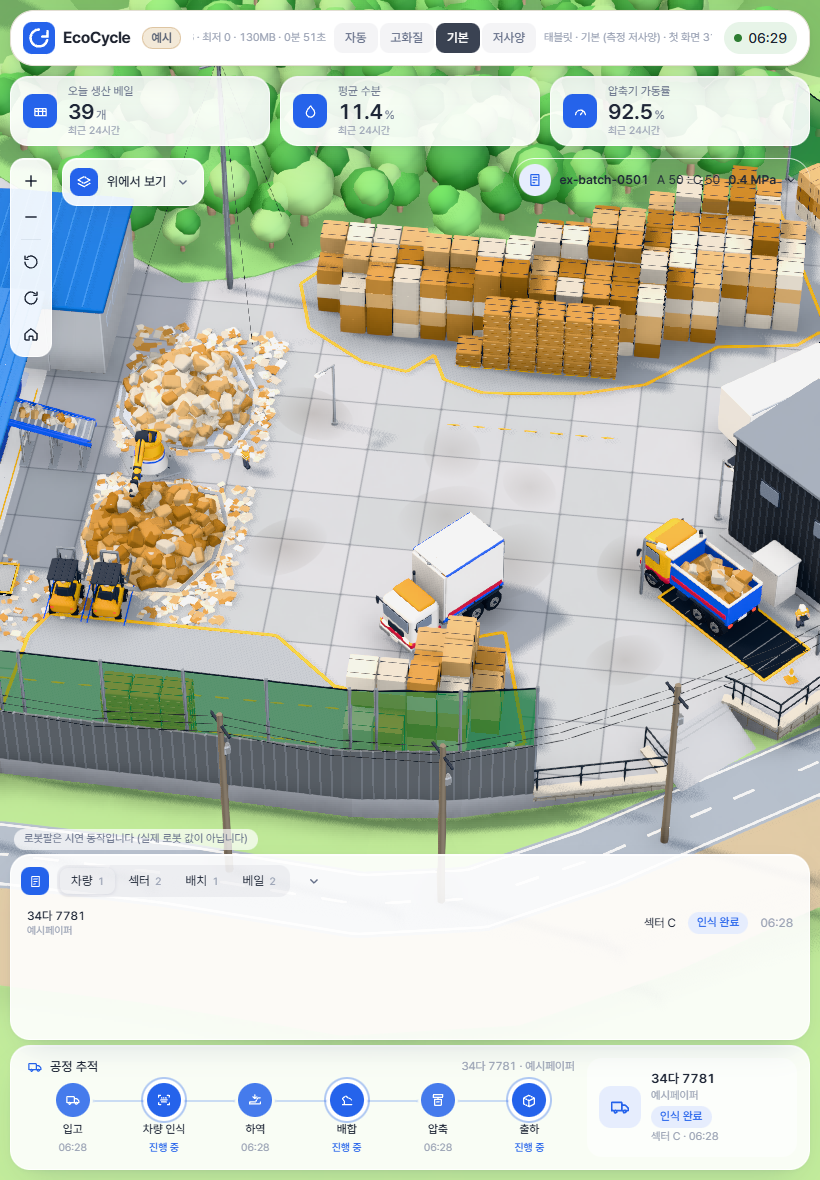 EcoCycle
예시
· 최저 0 · 130MB · 0분 51초
자동
고화질
기본
저사양
태블릿 · 기본 (측정 저사양) · 첫 화면
06:29
오늘 생산 베일
39개
최근 24시간
평균 수분
11.4%
최근 24시간
압축기 가동률
92.5%
최근 24시간
위에서 보기
ex-batch-0501 A 50 : C 50 0.4 MPa
로봇팔은 시연 동작입니다 (실제 로봇 값이 아닙니다)
차량 1
섹터 2
배치 1
베일 2
34다 7781
예시페이퍼
섹터 C
인식 완료
06:28
공정 추적
34다 7781 · 예시페이퍼
입고
차량 인식
하역
배합
압축
출하
06:28
진행 중
06:28
진행 중
06:28
진행 중
34다 7781
예시페이퍼
인식 완료
섹터 C · 06:28